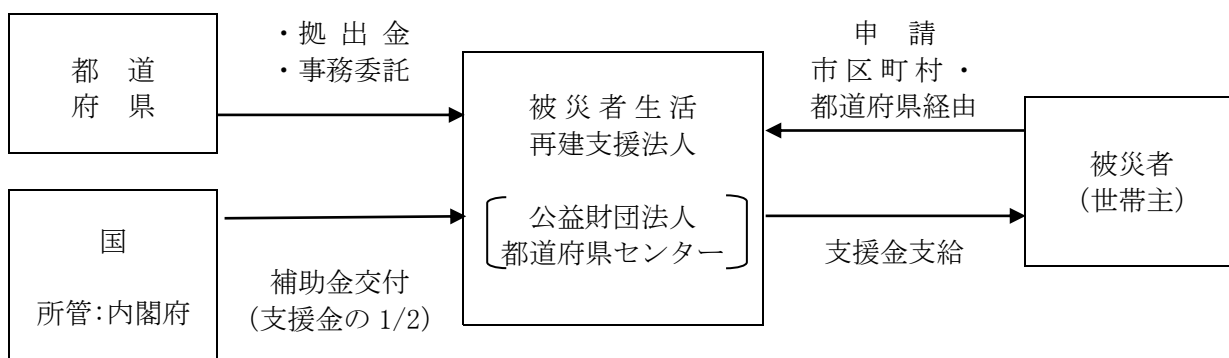 都道
府県
・拠出金
・事務委託
国
所管：内閣府
補助金交付
（支援金の1/2）
被災者生活
再建支援法人
公益財団法人
都道府県センター
申請
市区町村・
都道府県経由
支援金支給
被災者
（世帯主）